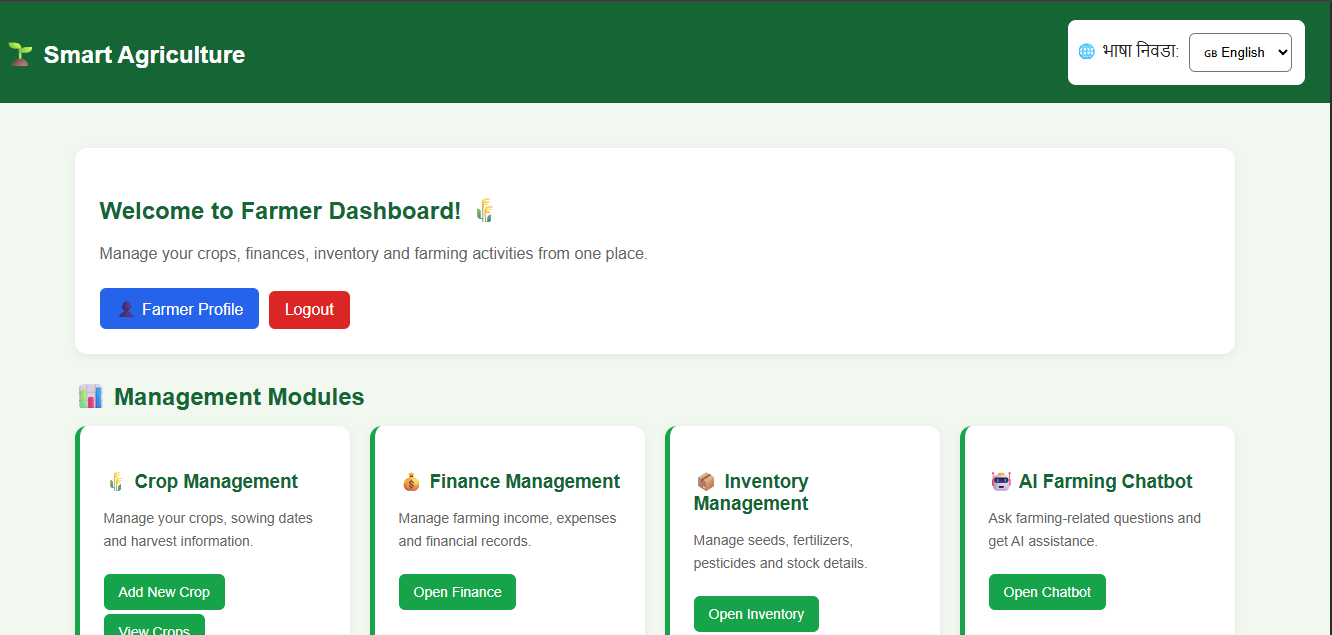 Smart Agriculture
भाषा निवडा:
GB English
Welcome to Farmer Dashboard!
Manage your crops, finances, inventory and farming activities from one place.
Farmer Profile
Logout
Management Modules
Crop Management
Manage your crops, sowing dates
and harvest information.
Add New Crop
View Crops
Finance Management
Manage farming income, expenses
and financial records.
Open Finance
Inventory
Management
Manage seeds, fertilizers,
pesticides and stock details.
Open Inventory
AI Farming Chatbot
Ask farming-related questions and
get AI assistance.
Open Chatbot